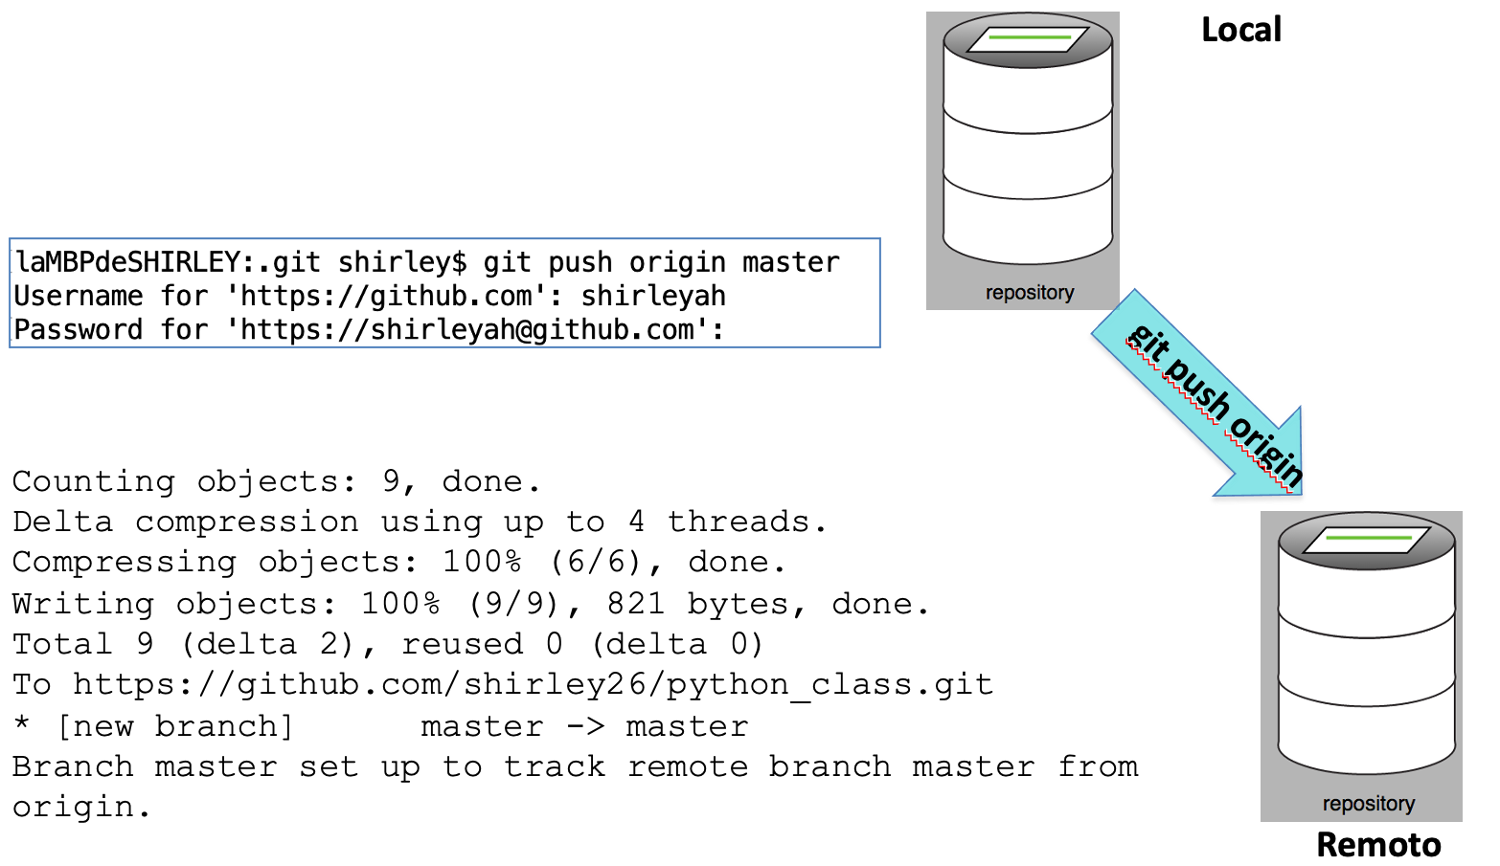 Local
repository
laMBPdeSHIRLEY:.git shirley$ git push origin master
Username for 'https://github.com': shirleyah
Password for 'https://shirleyah@github.com':
git push origin
Counting objects: 9, done.
Delta compression using up to 4 threads.
Compressing objects: 100% (6/6), done.
Writing objects: 100% (9/9), 821 bytes, done.
Total 9 (delta 2), reused 0 (delta 0)
To https://github.com/shirley26/python_class.git
* [new branch]      master -> master
Branch master set up to track remote branch master from
origin.
repository
Remoto